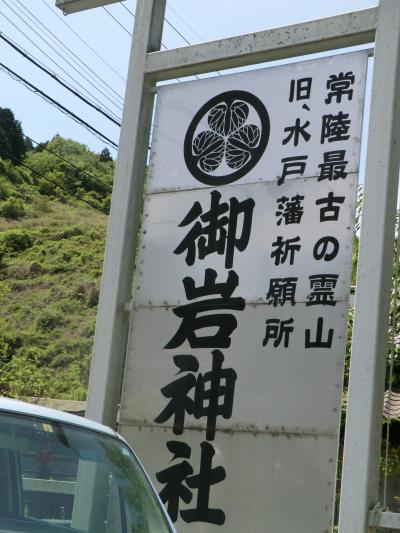 常陸最古の霊山
旧、水戸藩祈願所
御岩神社